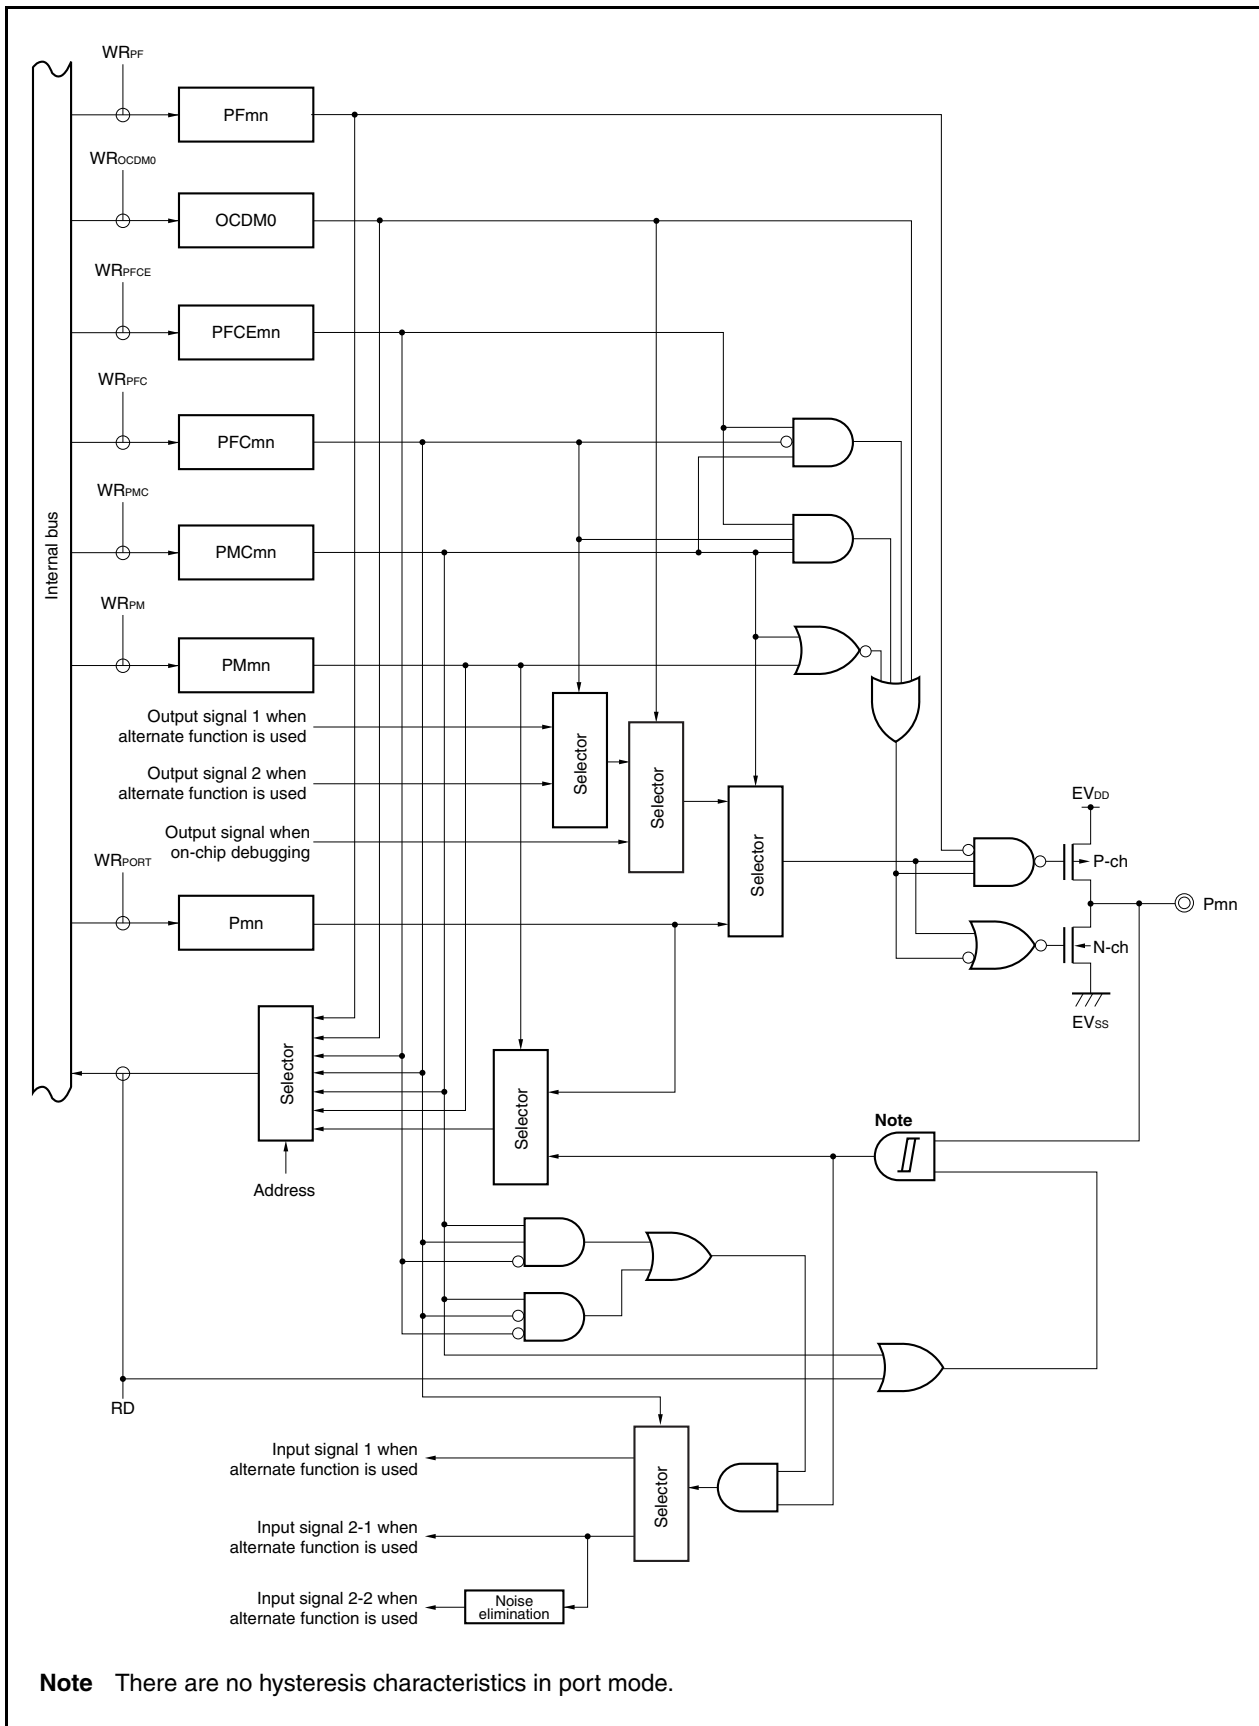 WRPF
PFmn
WROCDM0
OCDM0
WRPFCE
PFCEmn
WRPFC
PFCmn
WRPMC
PMCmn
Internal bus
WRPM
PMmn
Output signal 1 when
alternate function is used
Output signal 2 when
alternate function is used
Output signal when
on-chip debugging
Selector
Selector
Selector
WRPORT
Pmn
EVDD
P-ch
Pmn
N-ch
EVSS
Selector
Selector
Address
Note
RD
Input signal 1 when
alternate function is used
Selector
Input signal 2-1 when
alternate function is used
Input signal 2-2 when
alternate function is used
Noise
elimination
Note There are no hysteresis characteristics in port mode.